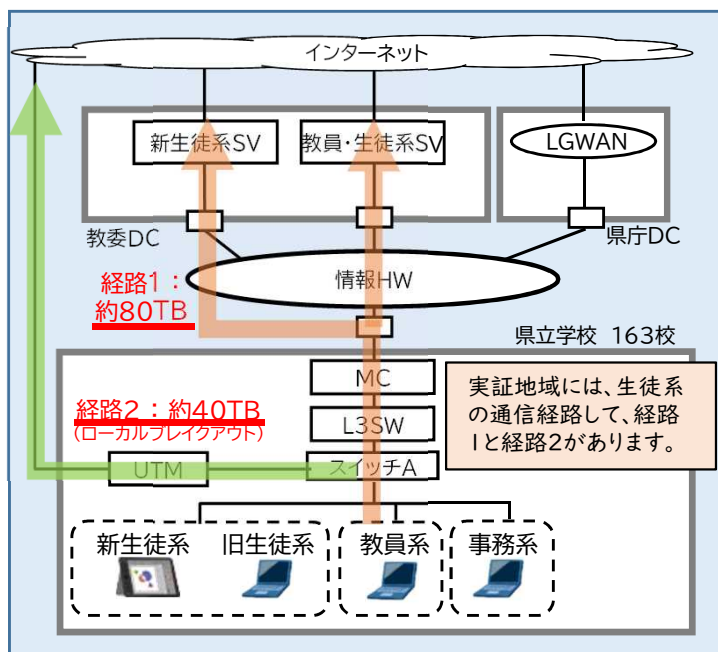 インターネット
新生徒系SV
教員・生徒系SV
LGWAN
教委DC
県庁DC
経路1：
約80TB
情報HW
県立学校 163校
MC
実証地域には、生徒系
の通信経路して、経路
1と経路2があります。
経路2：約40TB
(ローカルブレイクアウト)
L3SW
UTM
スイッチA
新生徒系
旧生徒系
教員系
事務系